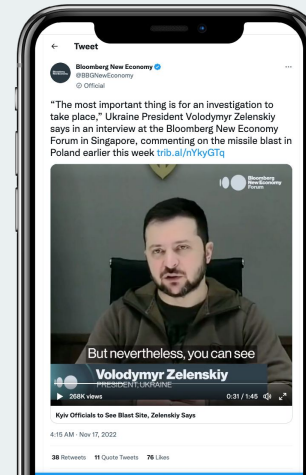 Tweet
Bloomberg New Economy
@BBGNewEconomy
Official
“The most important thing is for an investigation to
take place,” Ukraine President Volodymyr Zelenskiy
says in an interview at the Bloomberg New Economy
Forum in Singapore, commenting on the missile blast in
Poland earlier this week trib.al/nYkyGTq
Bloomberg
New Economy
Forum
But nevertheless, you can see
Volodymyr Zelenskiy
PRESIDENT, UKRAINE
268K views
0:31 / 1:45
Kyiv Officials to See Blast Site, Zelenskiy Says
4:15 AM · Nov 17, 2022
38 Retweets 11 Quote Tweets 76 Likes